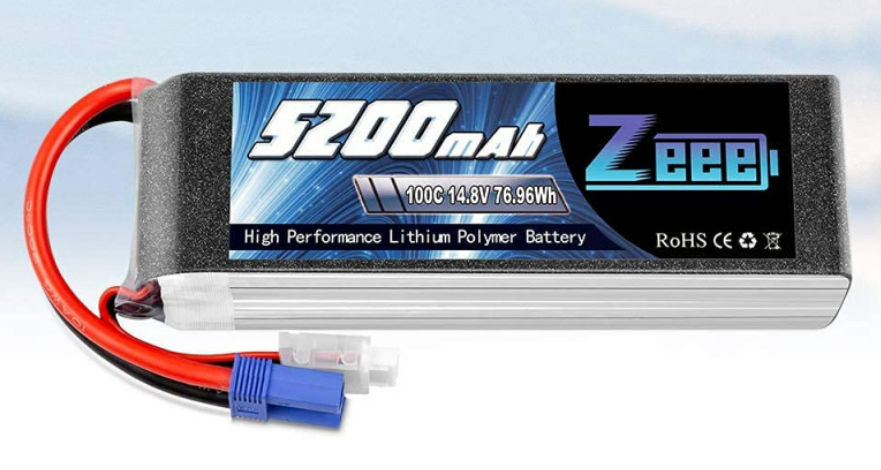 5200mAh
100C 14.8V 76.96Wh
High Performance Lithium Polymer Battery
Zeee
RoHS CE